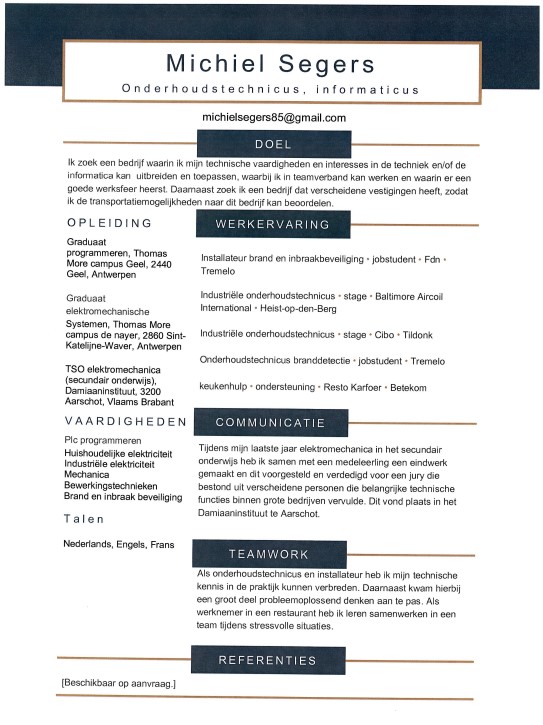 Michiel Segers
Onderhoudstechnicus, informaticus
michielsegers85@gmail.com
DOEL
Ik zoek een bedrijf waarin ik mijn technische vaardigheden en interesses in de techniek en/of de
informatica kan uitbreiden en toepassen, waarbij ik in teamverband kan werken en waarin er een
goede werksfeer heerst. Daarnaast zoek ik een bedrijf dat verscheidene vestigingen heeft, zodat
ik de transportatiemogelijkheden naar dit bedrijf kan beoordelen.
OPLEIDING
Graduaat
programmeren, Thomas
More campus Geel, 2440
Geel, Antwerpen
Graduaat
elektromechanische
Systemen, Thomas More
campus de nayer, 2860 Sint-
Katelijne-Waver, Antwerpen
TSO elektromechanica
(secundair onderwijs),
Damiaaninstituut, 3200
Aarschot, Vlaams Brabant
VAARDIGHEDEN
Plc programmeren
Huishoudelijke elektriciteit
Industriële elektriciteit
Mechanica
Bewerkingstechnieken
Brand en inbraak beveiliging
Talen
Nederlands, Engels, Frans
WERKERVARING
Installateur brand en inbraakbeveiliging • jobstudent • Fdn •
Tremelo
Industriële onderhoudstechnicus • stage • Baltimore Aircoil
International • Heist-op-den-Berg
Industriële onderhoudstechnicus • stage • Cibo • Tildonk
Onderhoudstechnicus branddetectie • jobstudent • Tremelo
keukenhulp • ondersteuning • Resto Karfoer • Betekom
COMMUNICATIE
Tijdens mijn laatste jaar elektromechanica in het secundair
onderwijs heb ik samen met een medeleerling een eindwerk
gemaakt en dit voorgesteld en verdedigd voor een jury die
bestond uit verscheidene personen die belangrijke technische
functies binnen grote bedrijven vervulde. Dit vond plaats in het
Damiaaninstituut te Aarschot.
TEAMWORK
Als onderhoudstechnicus en installateur heb ik mijn technische
kennis in de praktijk kunnen verbreden. Daarnaast kwam hierbij
een groot deel probleemoplossend denken aan te pas. Als
werknemer in een restaurant heb ik leren samenwerken in een
team tijdens stressvolle situaties.
REFERENTIES
[Beschikbaar op aanvraag.]